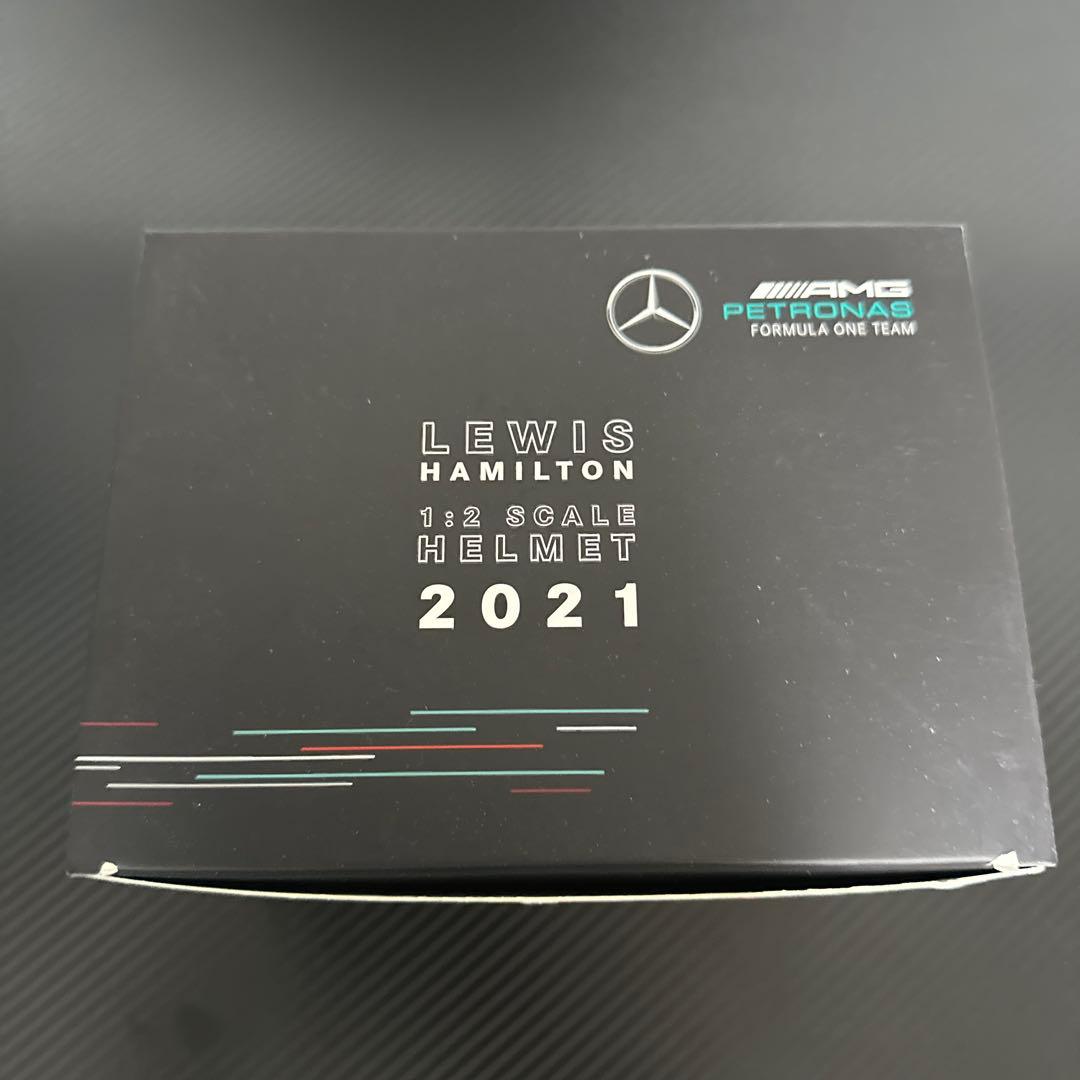 AMG
PETRONAS
FORMULA ONE TEAM
LEWIS
HAMILTON
1:2 SCALE
HELMET
2021